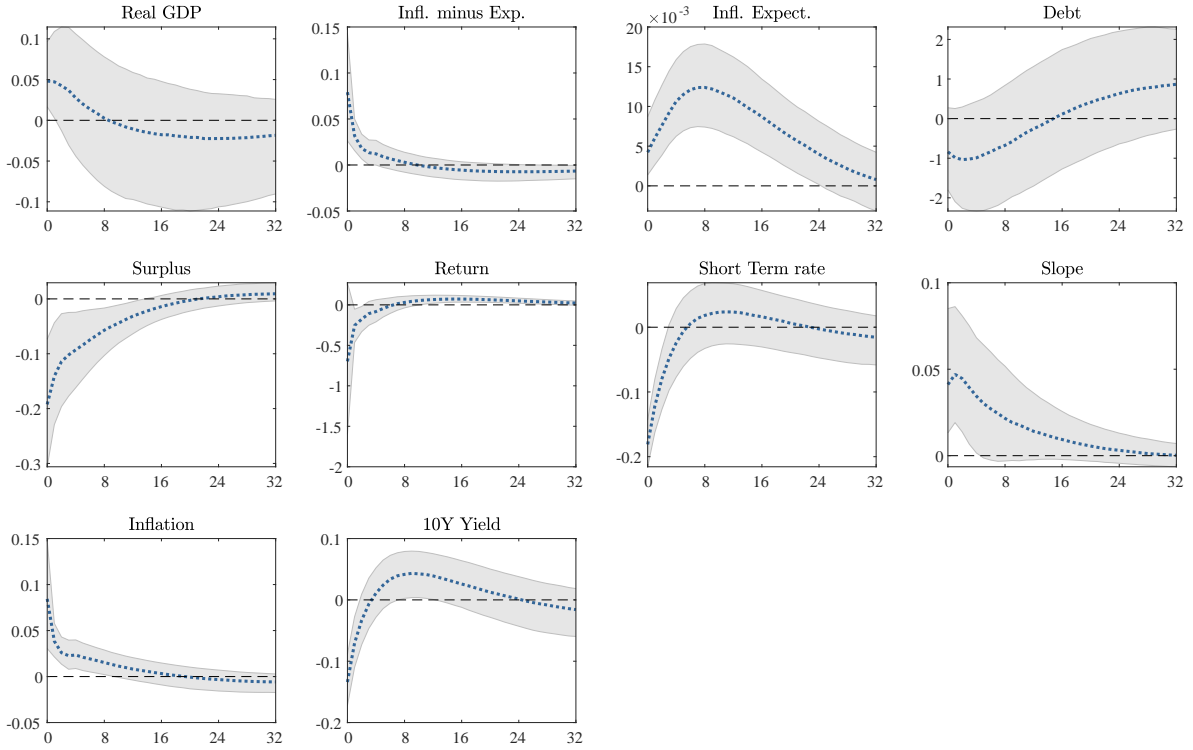 Real GDP
0.1
0.05
0
-0.05
-0.1
0 8 16 24 32
Infl. minus Exp.
0.15
0.1
0.05
0
-0.05
0 8 16 24 32
Infl. Expect.
×10⁻³
20
15
10
5
0
0 8 16 24 32
Debt
2
1
0
-1
-2
0 8 16 24 32
Surplus
0
-0.1
-0.2
-0.3
0 8 16 24 32
Return
0
-0.5
-1
-1.5
-2
0 8 16 24 32
Short Term rate
0
-0.1
-0.2
0 8 16 24 32
Slope
0.1
0.05
0
0 8 16 24 32
Inflation
0.15
0.1
0.05
0
-0.05
0 8 16 24 32
10Y Yield
0.1
0
-0.1
-0.2
0 8 16 24 32